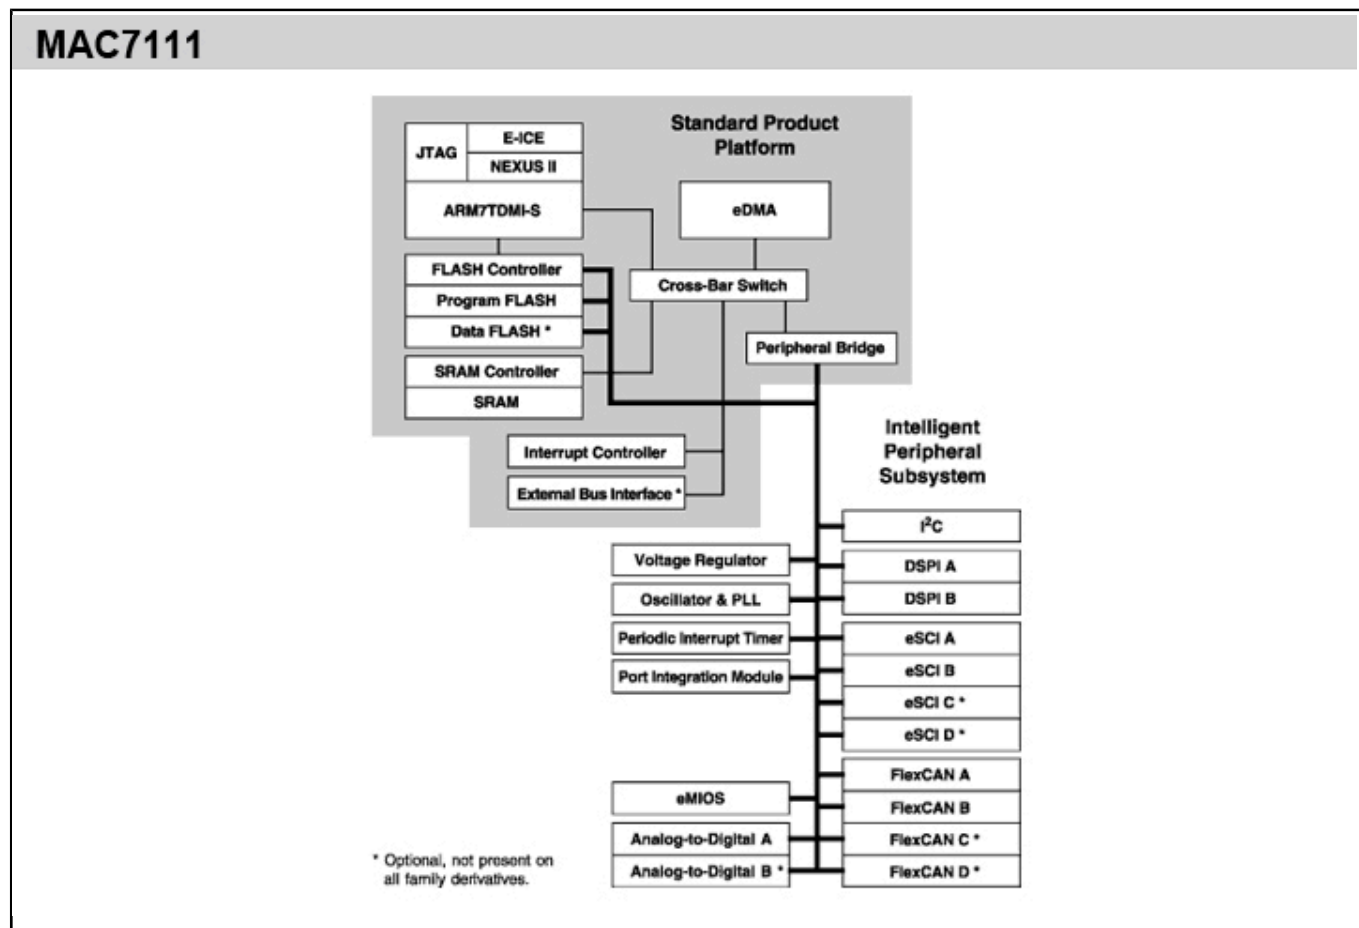 MAC7111
Standard Product
Platform
JTAG
E-ICE
NEXUS II
ARM7TDMI-S
eDMA
FLASH Controller
Program FLASH
Data FLASH *
Cross-Bar Switch
Peripheral Bridge
SRAM Controller
SRAM
Interrupt Controller
External Bus Interface *
Intelligent
Peripheral
Subsystem
I²C
Voltage Regulator
DSPI A
Oscillator & PLL
DSPI B
Periodic Interrupt Timer
eSCI A
Port Integration Module
eSCI B
eSCI C *
eSCI D *
FlexCAN A
eMIOS
FlexCAN B
Analog-to-Digital A
FlexCAN C *
Analog-to-Digital B *
FlexCAN D *
* Optional, not present on
all family derivatives.